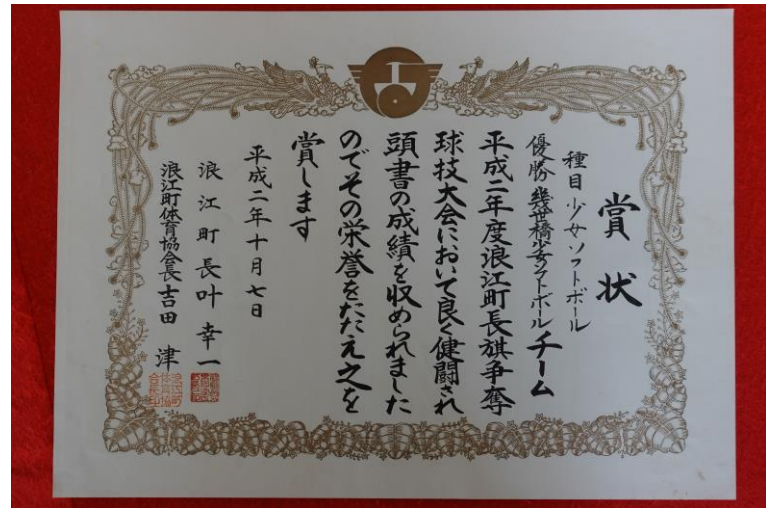 賞状
種目 少女ソフトボール
優勝 幾世橋少女ソフトボールチーム
平成二年度浪江町長旗争奪
球技大会において良く健闘され
頭書の成績を収められました
のでその栄誉をたたえ之を
賞します
平成二年十月七日
浪江町長 叶幸一
浪江町体育協会長 吉田津